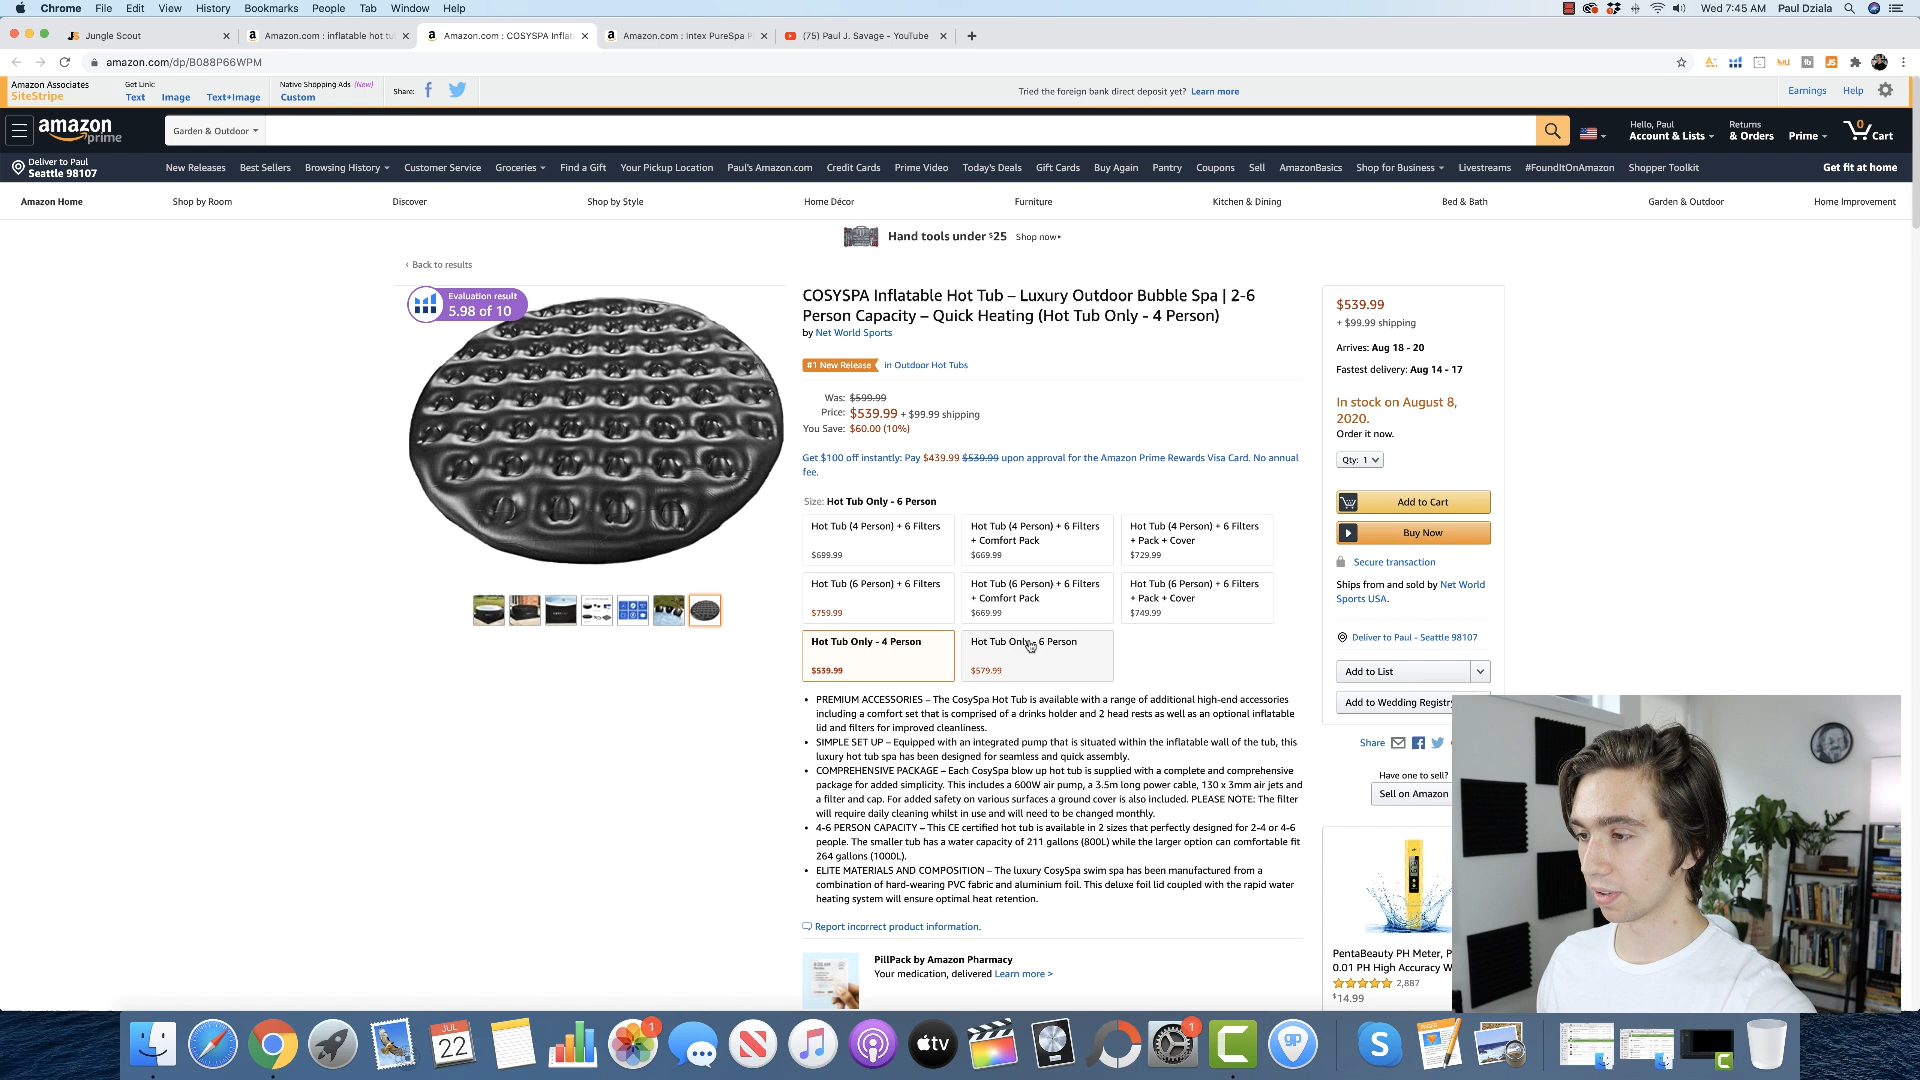 Chrome File Edit View History Bookmarks People Tab Window Help
Wed 7:45 AM Paul Dziala
Jungle Scout
Amazon.com : inflatable hot tu
Amazon.com : COSYSPA Inflat
Amazon.com : Intex PureSpa P
(75) Paul J. Savage - YouTube
amazon.com/dp/B088P66WPM
Amazon Associates
SiteStripe
Get Link:
Text Image Text+Image
Native Shopping Ads (New)
Custom
Share:
Tried the foreign bank direct deposit yet? Learn more
Earnings Help
amazon
prime
Garden & Outdoor
Hello, Paul
Account & Lists
Returns
& Orders
Prime
0
Cart
Deliver to Paul
Seattle 98107
New Releases Best Sellers Browsing History Customer Service Groceries Find a Gift Your Pickup Location Paul's Amazon.com Credit Cards Prime Video Today's Deals Gift Cards Buy Again Pantry Coupons Sell AmazonBasics Shop for Business Livestreams #FoundItOnAmazon Shopper Toolkit
Get fit at home
Amazon Home Shop by Room Discover Shop by Style Home Décor Furniture Kitchen & Dining Bed & Bath Garden & Outdoor Home Improvement
Hand tools under $25 Shop now▸
‹ Back to results
Evaluation result
5.98 of 10
COSYSPA Inflatable Hot Tub – Luxury Outdoor Bubble Spa | 2-6
Person Capacity – Quick Heating (Hot Tub Only - 4 Person)
by Net World Sports
#1 New Release in Outdoor Hot Tubs
Was: $599.99
Price: $539.99 + $99.99 shipping
You Save: $60.00 (10%)
Get $100 off instantly: Pay $439.99 $539.99 upon approval for the Amazon Prime Rewards Visa Card. No annual
fee.
Size: Hot Tub Only - 6 Person
Hot Tub (4 Person) + 6 Filters
$699.99
Hot Tub (4 Person) + 6 Filters
+ Comfort Pack
$669.99
Hot Tub (4 Person) + 6 Filters
+ Pack + Cover
$729.99
Hot Tub (6 Person) + 6 Filters
$759.99
Hot Tub (6 Person) + 6 Filters
+ Comfort Pack
$669.99
Hot Tub (6 Person) + 6 Filters
+ Pack + Cover
$749.99
Hot Tub Only - 4 Person
$539.99
Hot Tub Only - 6 Person
$579.99
• PREMIUM ACCESSORIES – The CosySpa Hot Tub is available with a range of additional high-end accessories
including a comfort set that is comprised of a drinks holder and 2 head rests as well as an optional inflatable
lid and filters for improved cleanliness.
• SIMPLE SET UP – Equipped with an integrated pump that is situated within the inflatable wall of the tub, this
luxury hot tub spa has been designed for seamless and quick assembly.
• COMPREHENSIVE PACKAGE – Each CosySpa blow up hot tub is supplied with a complete and comprehensive
package for added simplicity. This includes a 600W air pump, a 3.5m long power cable, 130 x 3mm air jets and
a filter and cap. For added safety on various surfaces a ground cover is also included. PLEASE NOTE: The filter
will require daily cleaning whilst in use and will need to be changed monthly.
• 4-6 PERSON CAPACITY – This CE certified hot tub is available in 2 sizes that perfectly designed for 2-4 or 4-6
people. The smaller tub has a water capacity of 211 gallons (800L) while the larger option can comfortable fit
264 gallons (1000L).
• ELITE MATERIALS AND COMPOSITION – The luxury CosySpa swim spa has been manufactured from a
combination of hard-wearing PVC fabric and aluminium foil. This deluxe foil lid coupled with the rapid water
heating system will ensure optimal heat retention.
Report incorrect product information.
PillPack by Amazon Pharmacy
Your medication, delivered Learn more >
$539.99
+ $99.99 shipping
Arrives: Aug 18 - 20
Fastest delivery: Aug 14 - 17
In stock on August 8,
2020.
Order it now.
Qty: 1
Add to Cart
Buy Now
Secure transaction
Ships from and sold by Net World
Sports USA.
Deliver to Paul - Seattle 98107
Add to List
Add to Wedding Registry
Share
Have one to sell?
Sell on Amazon
PentaBeauty PH Meter, P
0.01 PH High Accuracy W
2,887
$14.99
JUL
22
1
tv
1
gp
PAGES